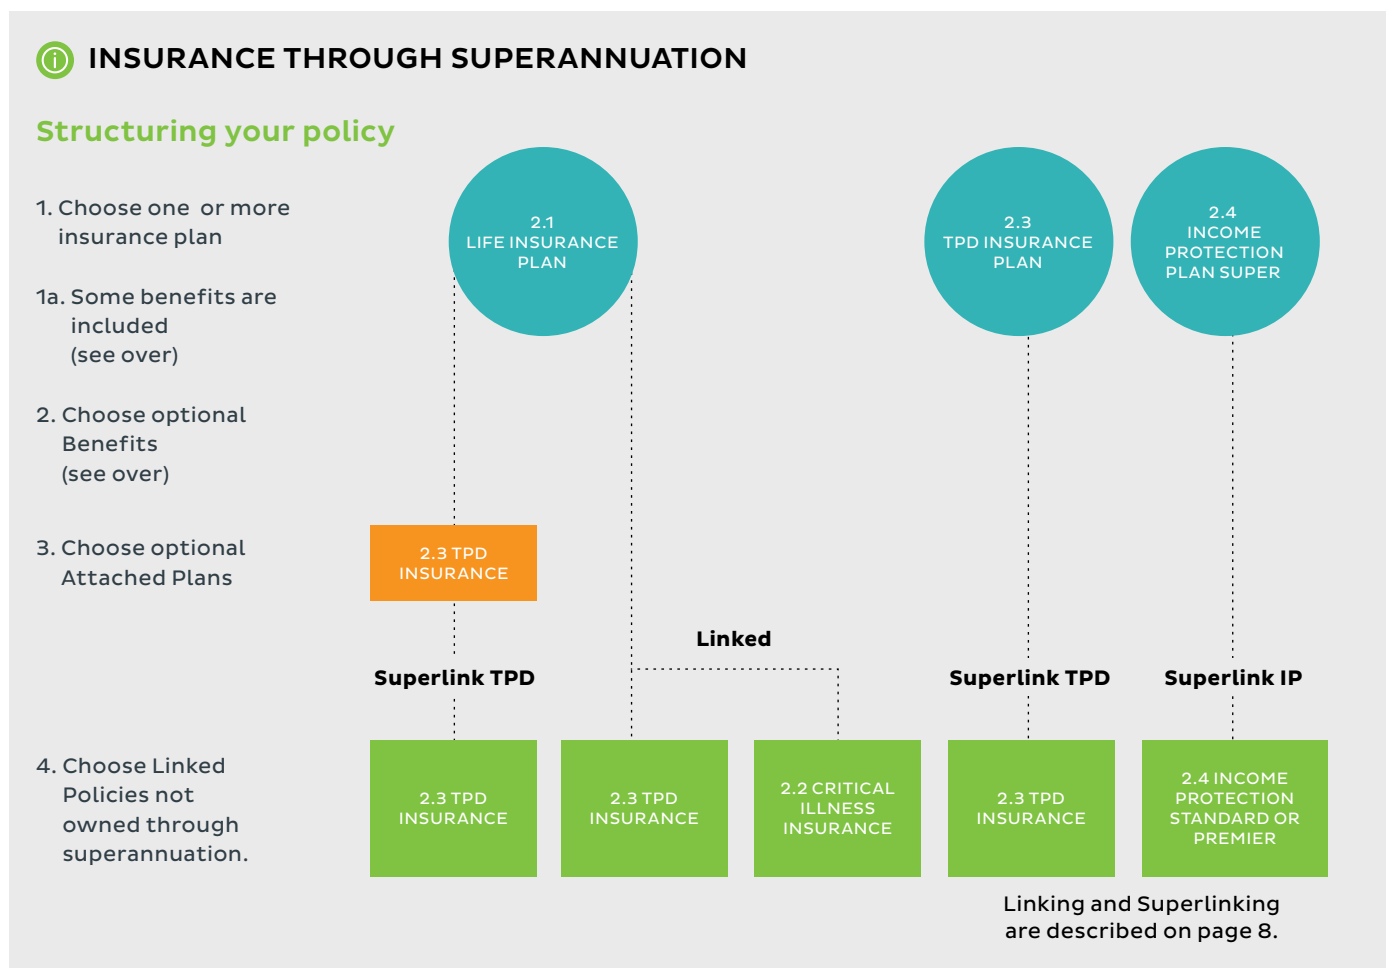 INSURANCE THROUGH SUPERANNUATION
Structuring your policy
1. Choose one or more
insurance plan
1a. Some benefits are
included
(see over)
2. Choose optional
Benefits
(see over)
3. Choose optional
Attached Plans
4. Choose Linked
Policies not
owned through
superannuation.
2.1
LIFE INSURANCE
PLAN
2.3
TPD INSURANCE
PLAN
2.4
INCOME
PROTECTION
PLAN SUPER
2.3 TPD
INSURANCE
Linked
Superlink TPD
Superlink TPD
Superlink IP
2.3 TPD
INSURANCE
2.3 TPD
INSURANCE
2.2 CRITICAL
ILLNESS
INSURANCE
2.3 TPD
INSURANCE
2.4 INCOME
PROTECTION
STANDARD OR
PREMIER
Linking and Superlinking
are described on page 8.